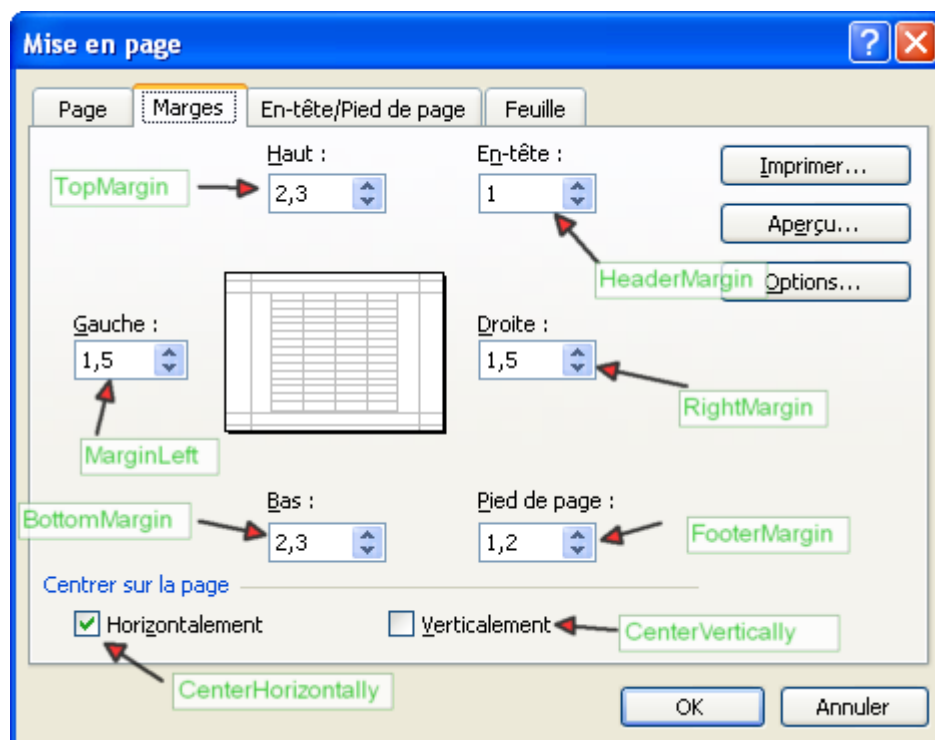 Mise en page
Page Marges En-tête/Pied de page Feuille
Haut : En-tête : Imprimer...
TopMargin 2,3 1
Aperçu...
HeaderMargin Options...
Gauche : Droite :
1,5 1,5
RightMargin
MarginLeft
Bas : Pied de page :
BottomMargin 2,3 1,2 FooterMargin
Centrer sur la page
Horizontalement Verticalement CenterVertically
CenterHorizontally
OK Annuler